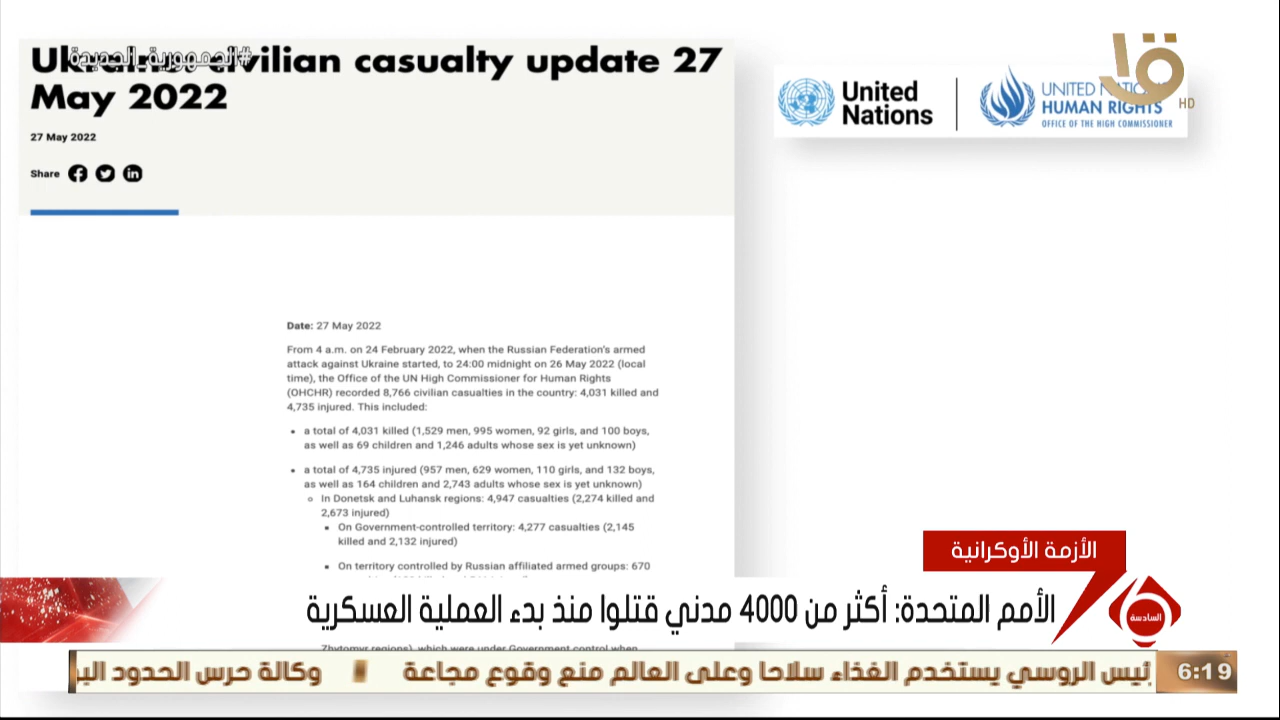 #الجمهورية_الجديدة
Ukraine: civilian casualty update 27
May 2022
27 May 2022
Share
United
Nations
UNITED NATIONS
HUMAN RIGHTS
OFFICE OF THE HIGH COMMISSIONER
HD
Date: 27 May 2022
From 4 a.m. on 24 February 2022, when the Russian Federation's armed
attack against Ukraine started, to 24:00 midnight on 26 May 2022 (local
time), the Office of the UN High Commissioner for Human Rights
(OHCHR) recorded 8,766 civilian casualties in the country: 4,031 killed and
4,735 injured. This included:
• a total of 4,031 killed (1,529 men, 995 women, 92 girls, and 100 boys,
as well as 69 children and 1,246 adults whose sex is yet unknown)
• a total of 4,735 injured (957 men, 629 women, 110 girls, and 132 boys,
as well as 164 children and 2,743 adults whose sex is yet unknown)
o In Donetsk and Luhansk regions: 4,947 casualties (2,274 killed and
2,673 injured)
▪ On Government-controlled territory: 4,277 casualties (2,145
killed and 2,132 injured)
▪ On territory controlled by Russian affiliated armed groups: 670
الأزمة الأوكرانية
السادسة
الأمم المتحدة: أكثر من 4000 مدني قتلوا منذ بدء العملية العسكرية
Zhytomyr regions), which were under Government control when
ئيس الروسي يستخدم الغذاء سلاحا وعلى العالم منع وقوع مجاعة
وكالة حرس الحدود الب
6:19